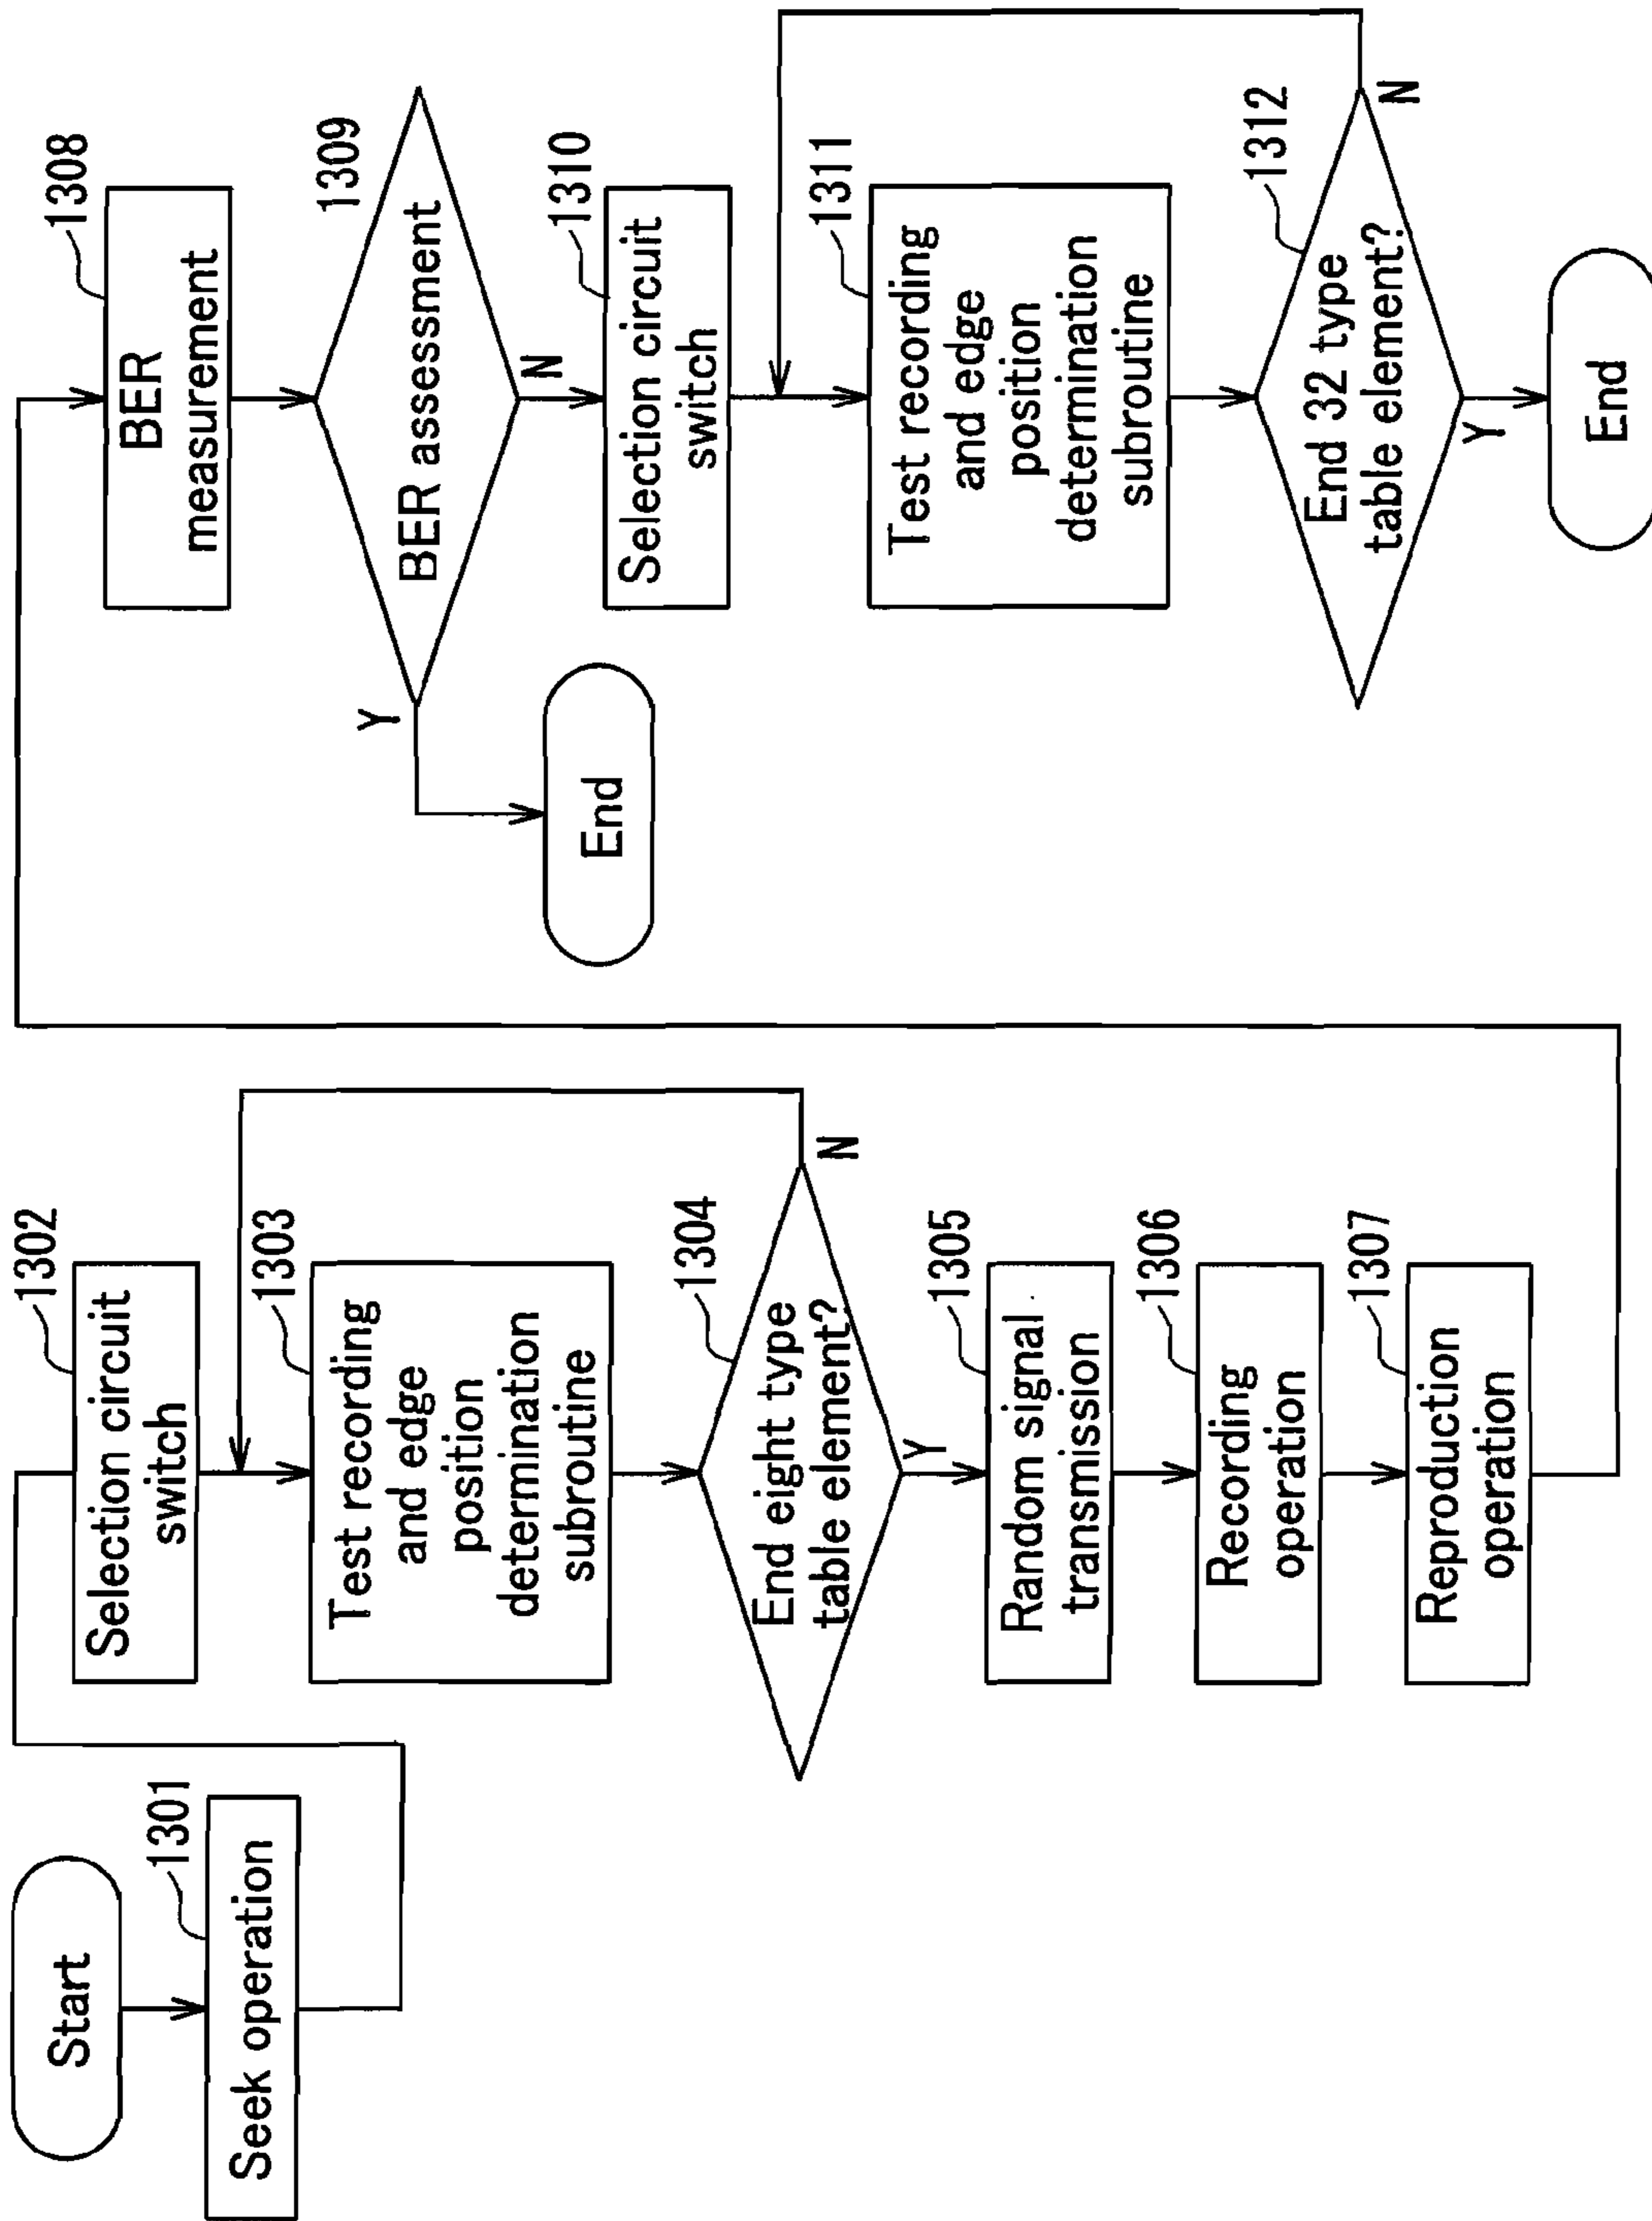 Start
1301
Seek operation
1302
Selection circuit
switch
1303
Test recording
and edge
position
determination
subroutine
1304
End eight type
table element?
N
Y
1305
Random signal
transmission
1306
Recording
operation
1307
Reproduction
operation
1308
BER
measurement
1309
BER assessment
Y
N
End
1310
Selection circuit
switch
1311
Test recording
and edge
position
determination
subroutine
1312
End 32 type
table element?
N
Y
End